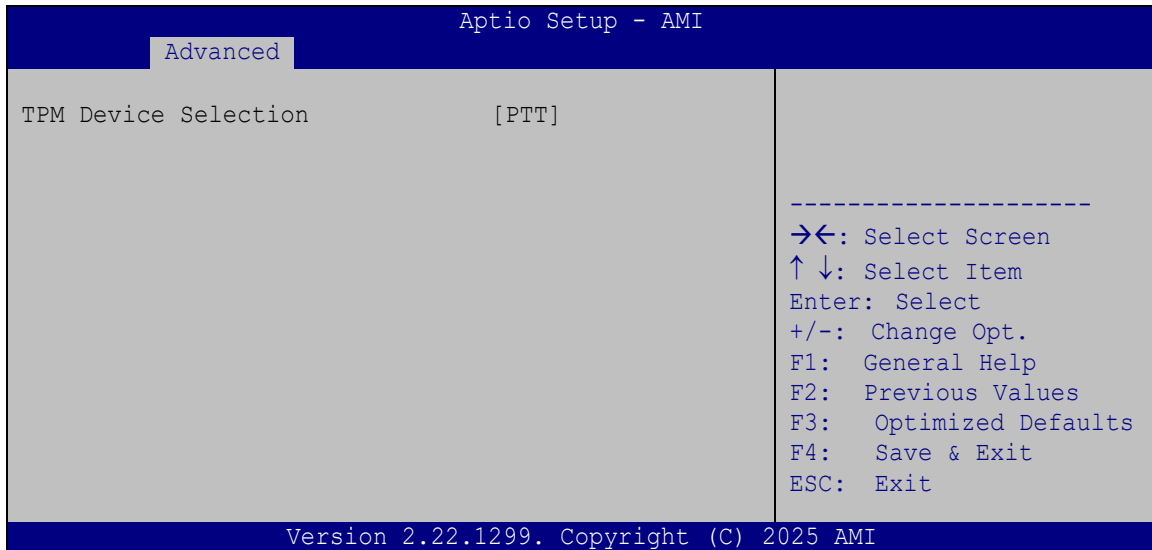 Aptio Setup - AMI
Advanced
TPM Device Selection [PTT]
----------------------
→←: Select Screen
↑ ↓: Select Item
Enter: Select
+/-: Change Opt.
F1: General Help
F2: Previous Values
F3: Optimized Defaults
F4: Save & Exit
ESC: Exit
Version 2.22.1299. Copyright (C) 2025 AMI